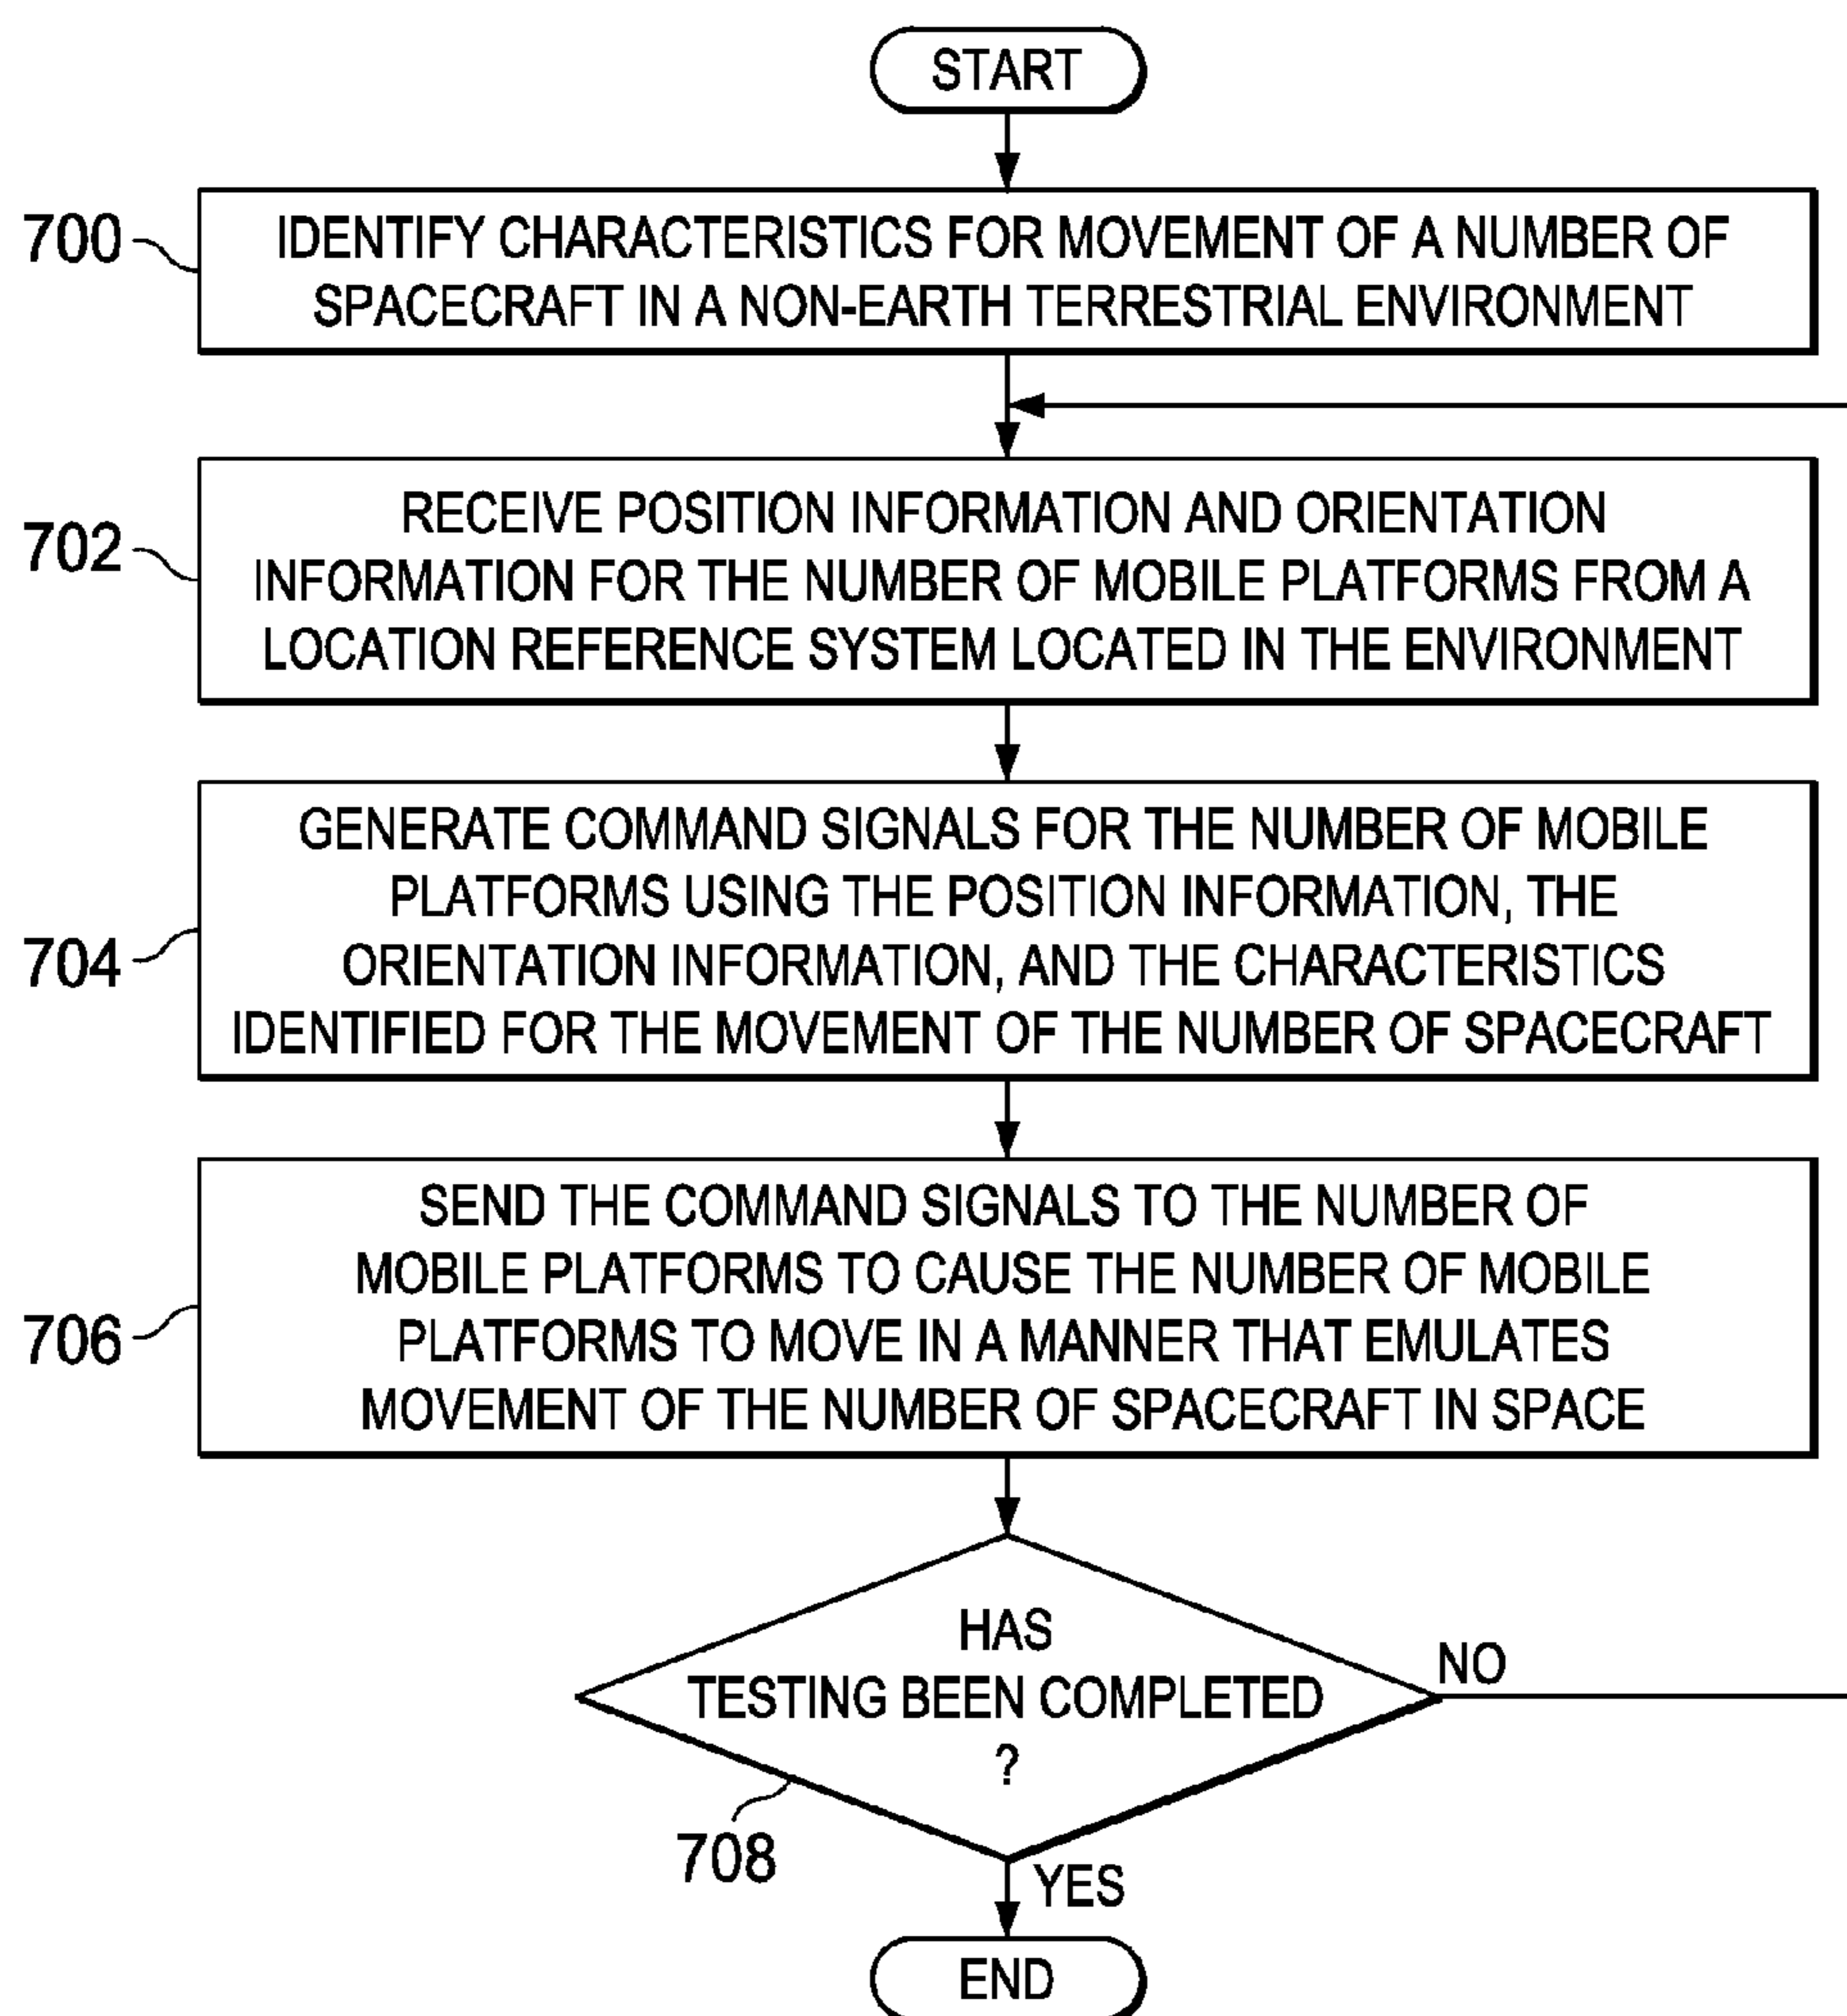 START
700
IDENTIFY CHARACTERISTICS FOR MOVEMENT OF A NUMBER OF
SPACECRAFT IN A NON-EARTH TERRESTRIAL ENVIRONMENT
702
RECEIVE POSITION INFORMATION AND ORIENTATION
INFORMATION FOR THE NUMBER OF MOBILE PLATFORMS FROM A
LOCATION REFERENCE SYSTEM LOCATED IN THE ENVIRONMENT
704
GENERATE COMMAND SIGNALS FOR THE NUMBER OF MOBILE
PLATFORMS USING THE POSITION INFORMATION, THE
ORIENTATION INFORMATION, AND THE CHARACTERISTICS
IDENTIFIED FOR THE MOVEMENT OF THE NUMBER OF SPACECRAFT
706
SEND THE COMMAND SIGNALS TO THE NUMBER OF
MOBILE PLATFORMS TO CAUSE THE NUMBER OF MOBILE
PLATFORMS TO MOVE IN A MANNER THAT EMULATES
MOVEMENT OF THE NUMBER OF SPACECRAFT IN SPACE
HAS
TESTING BEEN COMPLETED
?
NO
708
YES
END